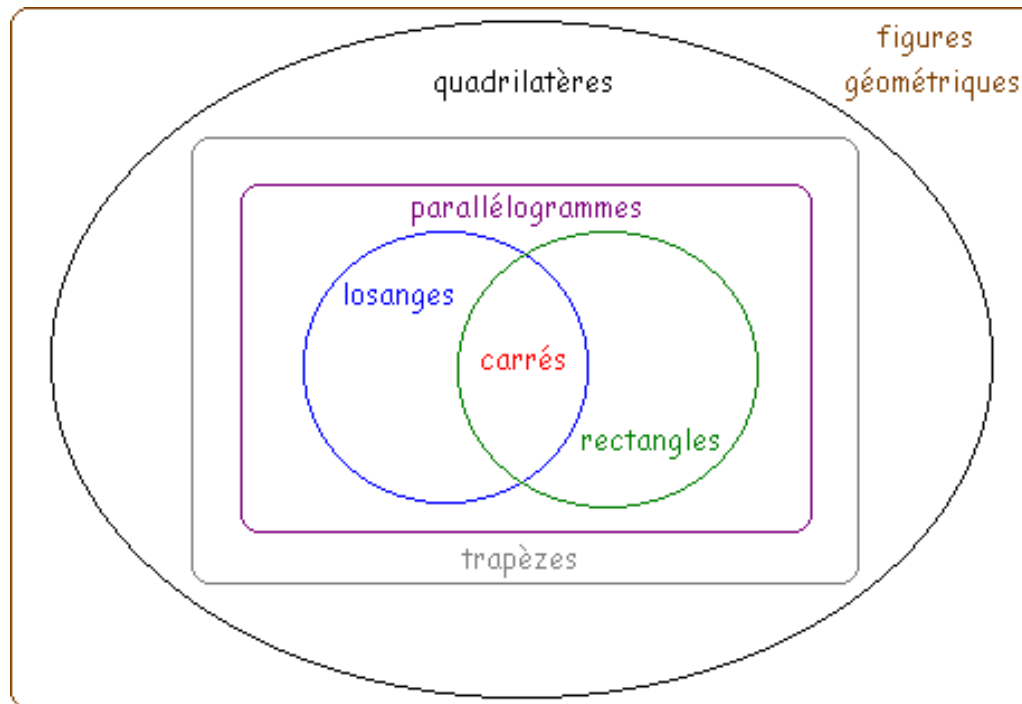 figures
géométriques
quadrilatères
parallélogrammes
losanges
carrés
rectangles
trapèzes